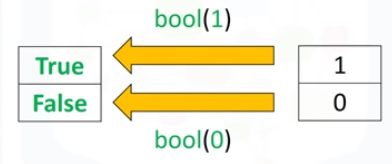 bool(1)
True 1
False 0
bool(0)